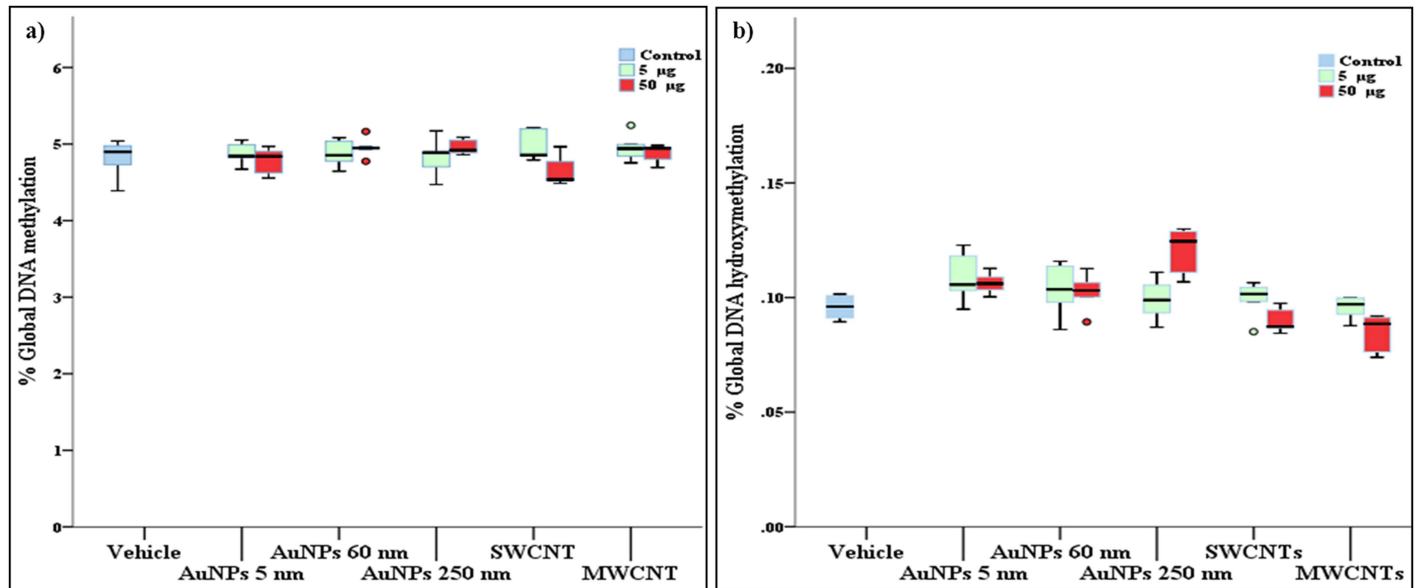 a)
Control
5 µg
50 µg
% Global DNA methylation
6
5
4
3
2
1
0
Vehicle
AuNPs 5 nm
AuNPs 60 nm
AuNPs 250 nm
SWCNT
MWCNT
b)
Control
5 µg
50 µg
% Global DNA hydroxymethylation
.20
.15
.10
.05
.00
Vehicle
AuNPs 5 nm
AuNPs 60 nm
AuNPs 250 nm
SWCNTs
MWCNTs